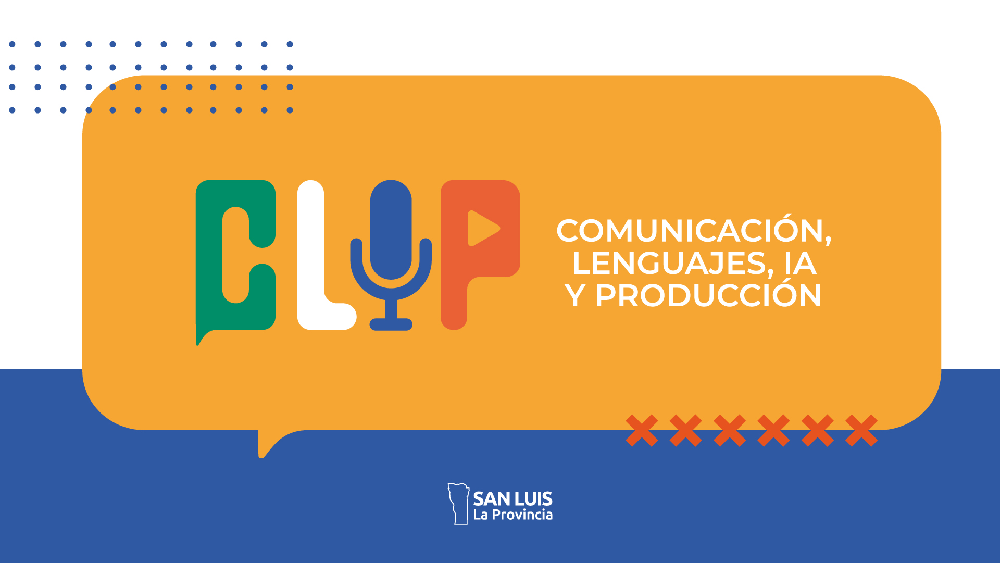 CLIP
COMUNICACIÓN,
LENGUAJES, IA
Y PRODUCCIÓN
SAN LUIS
La Provincia